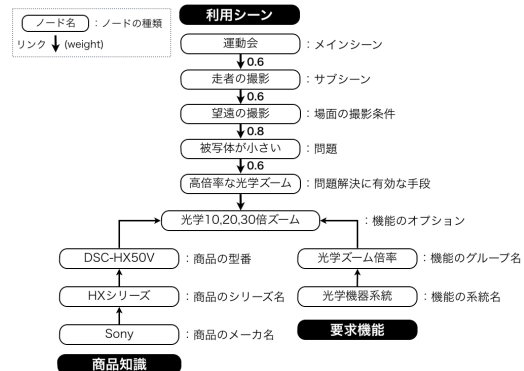 利用シーン
ノード名 : ノードの種類
リンク (weight)
運動会 : メインシーン
0.6
走者の撮影 : サブシーン
0.6
望遠の撮影 : 場面の撮影条件
0.8
被写体が小さい : 問題
0.6
高倍率な光学ズーム : 問題解決に有効な手段
光学10,20,30倍ズーム : 機能のオプション
DSC-HX50V : 商品の型番
光学ズーム倍率 : 機能のグループ名
HXシリーズ : 商品のシリーズ名
光学機器系統 : 機能の系統名
Sony : 商品のメーカ名
要求機能
商品知識